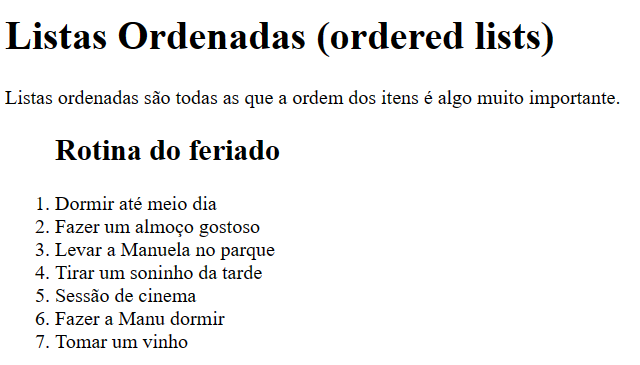 Listas Ordenadas (ordered lists)
Listas ordenadas são todas as que a ordem dos itens é algo muito importante.
Rotina do feriado
1. Dormir até meio dia
2. Fazer um almoço gostoso
3. Levar a Manuela no parque
4. Tirar um soninho da tarde
5. Sessão de cinema
6. Fazer a Manu dormir
7. Tomar um vinho